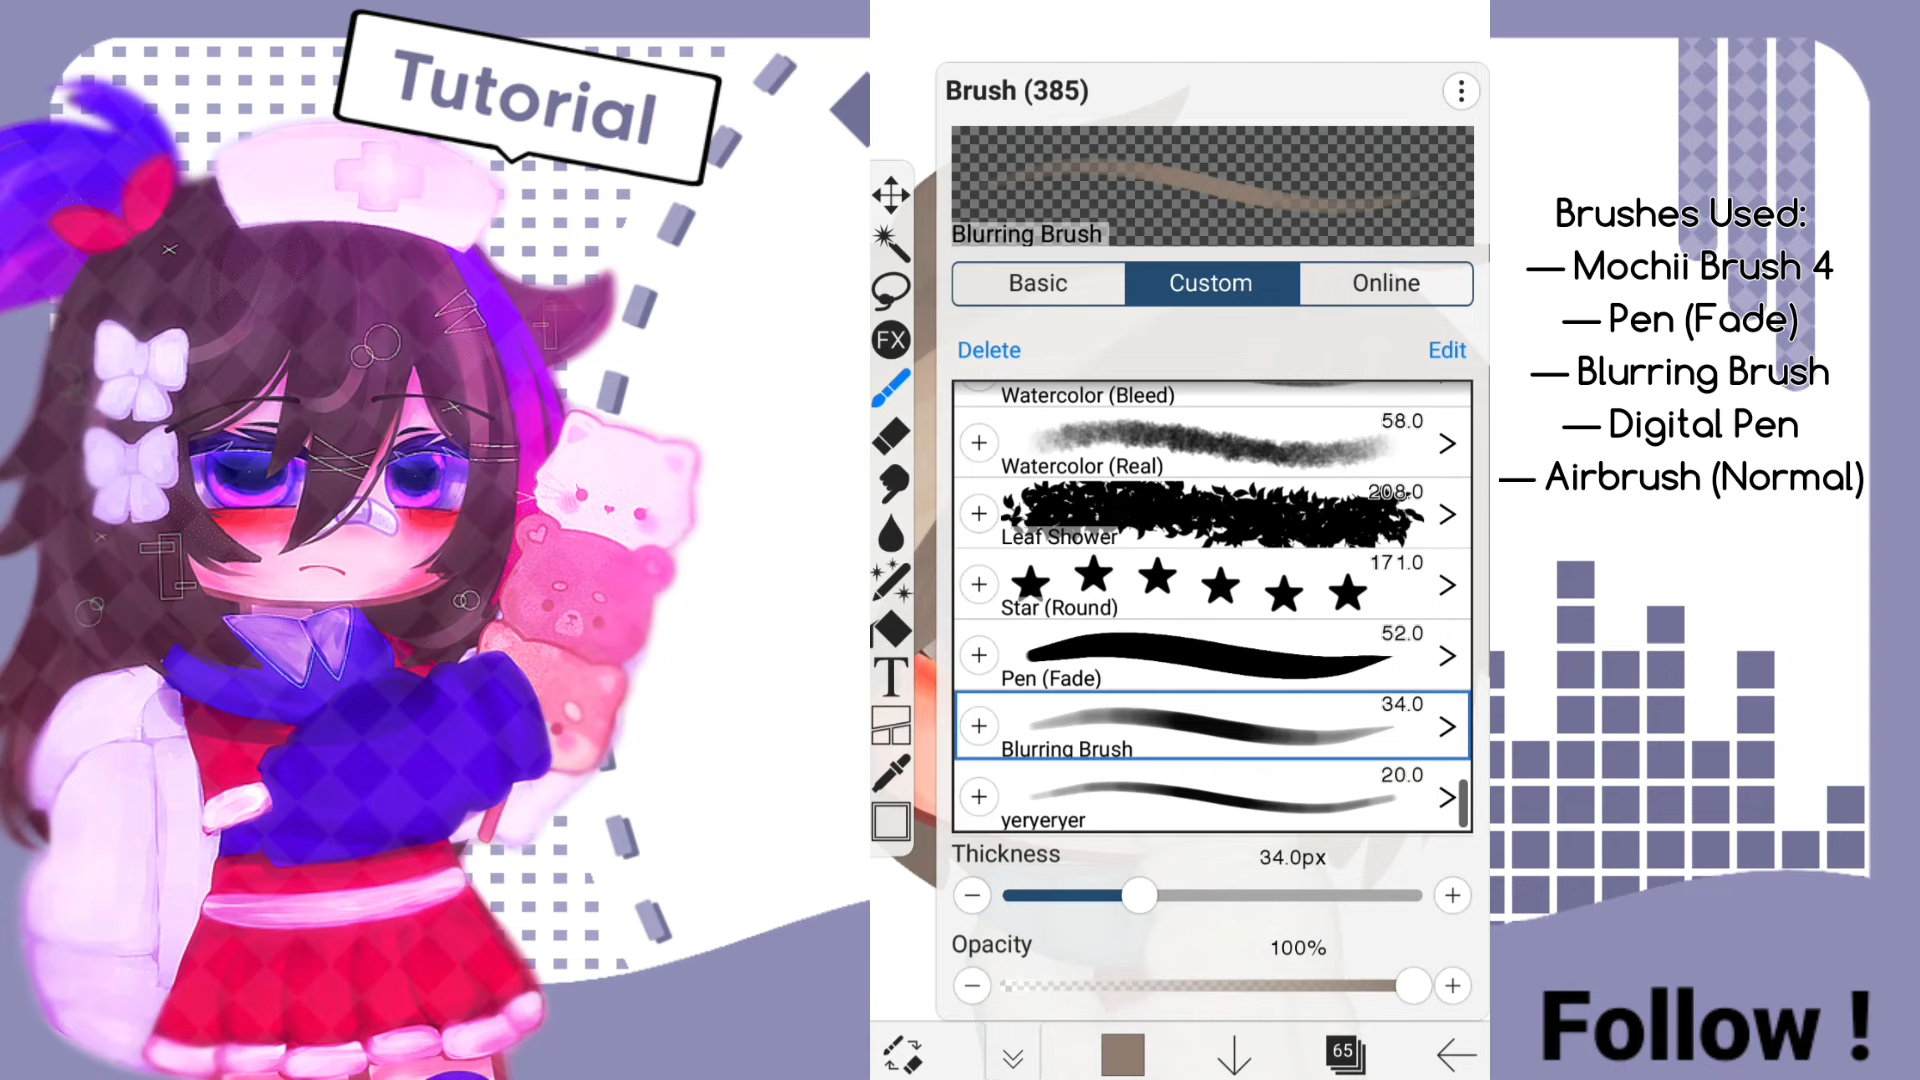 Tutorial
Brush (385)
Blurring Brush
Basic
Custom
Online
Delete
Edit
Watercolor (Bleed)
58.0
Watercolor (Real)
208.0
Leaf Shower
171.0
Star (Round)
52.0
Pen (Fade)
34.0
Blurring Brush
20.0
yeryeryer
Thickness
34.0px
Opacity
100%
FX
T
65
Brushes Used:
— Mochii Brush 4
— Pen (Fade)
— Blurring Brush
— Digital Pen
— Airbrush (Normal)
Follow !